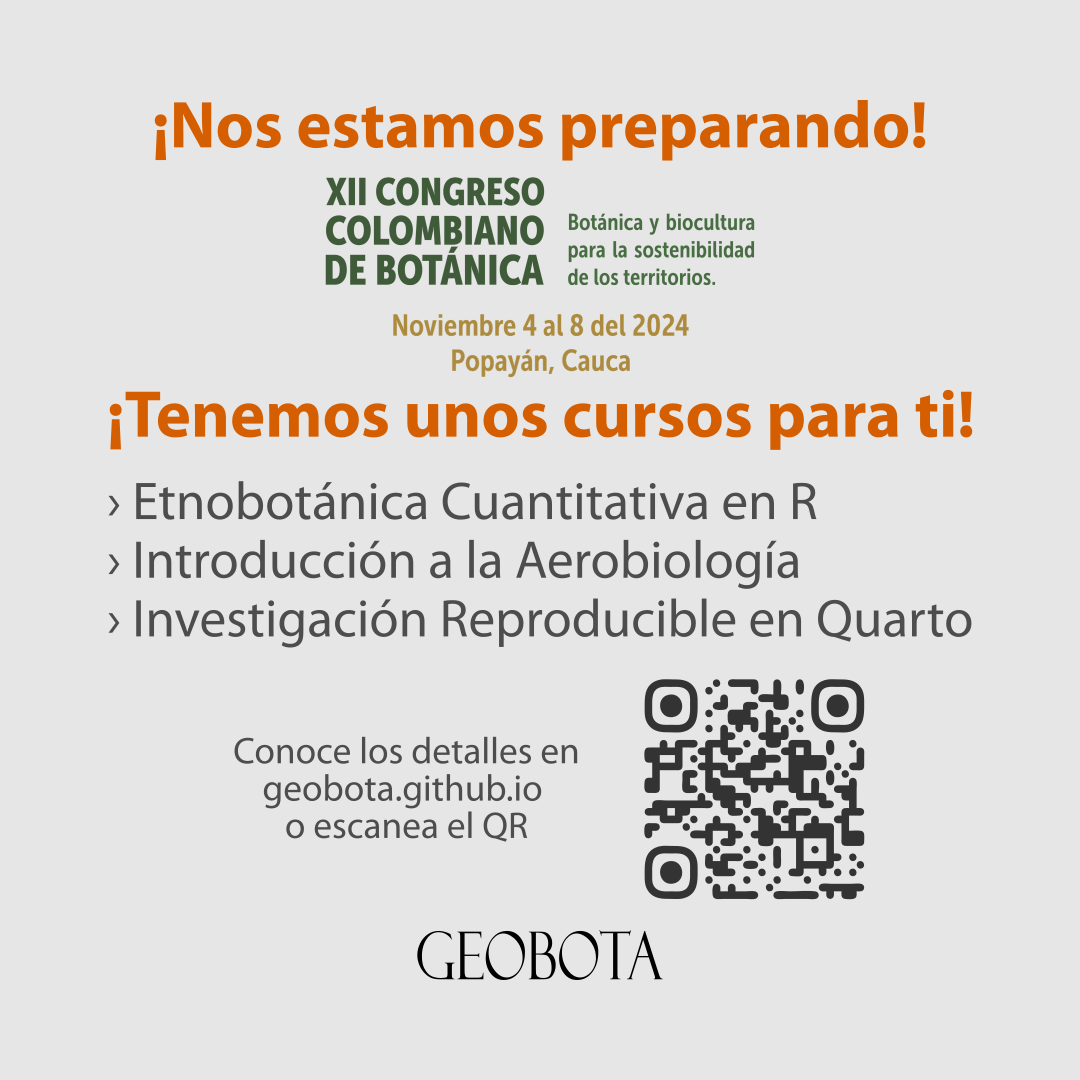 ¡Nos estamos preparando!
XII CONGRESO
COLOMBIANO
DE BOTÁNICA
Botánica y biocultura
para la sostenibilidad
de los territorios.
Noviembre 4 al 8 del 2024
Popayán, Cauca
¡Tenemos unos cursos para ti!
› Etnobotánica Cuantitativa en R
› Introducción a la Aerobiología
› Investigación Reproducible en Quarto
Conoce los detalles en
geobota.github.io
o escanea el QR
GEOBOTA